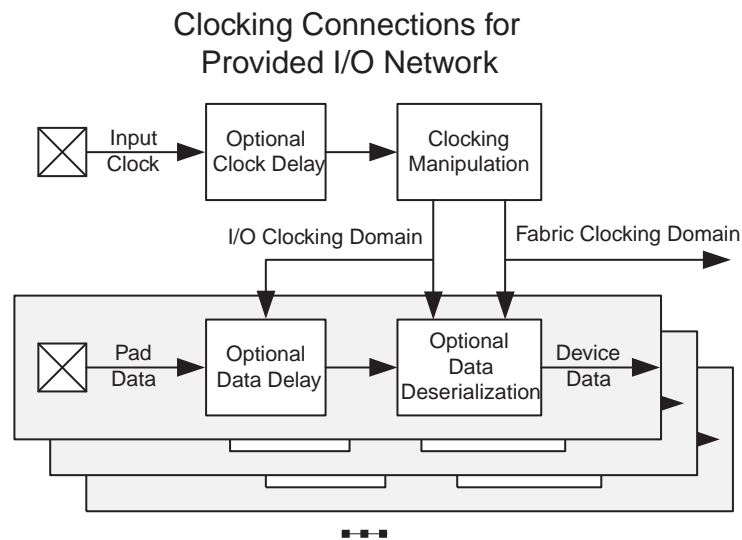 Clocking Connections for
Provided I/O Network
Input
Clock
Optional
Clock Delay
Clocking
Manipulation
I/O Clocking Domain
Fabric Clocking Domain
Pad
Data
Optional
Data Delay
Optional
Data
Deserialization
Device
Data